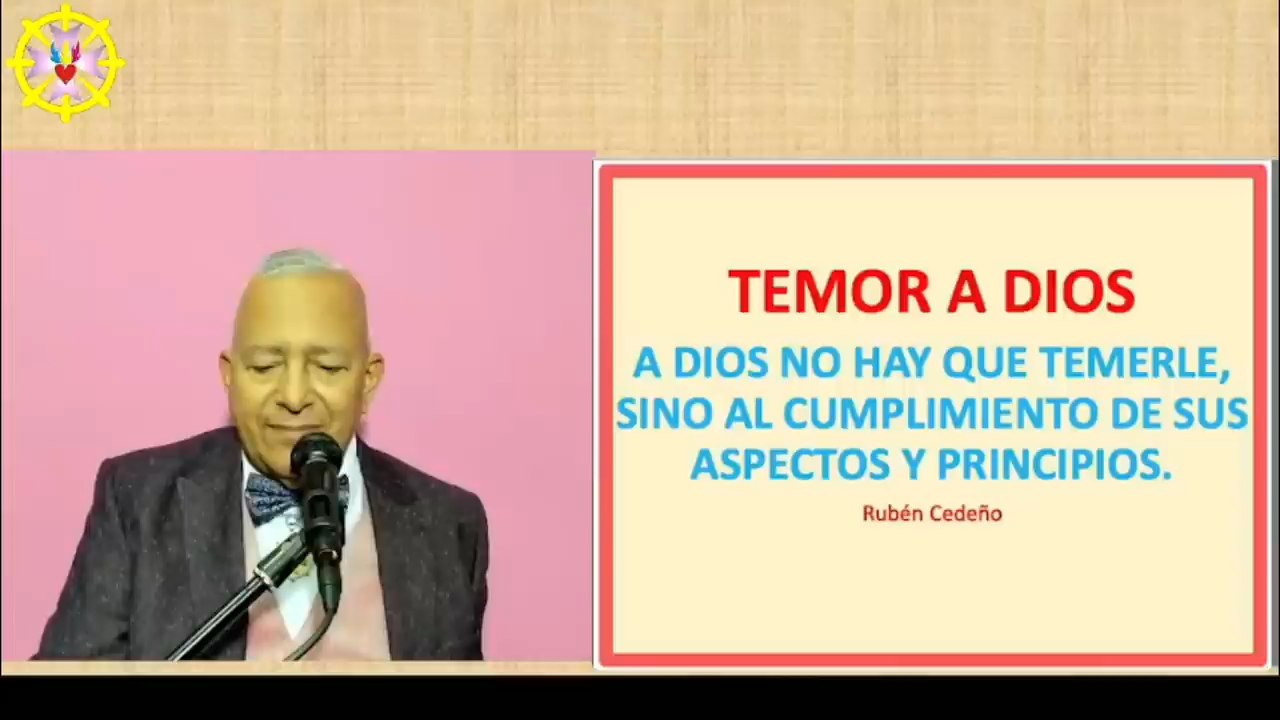 TEMOR A DIOS
A DIOS NO HAY QUE TEMERLE,
SINO AL CUMPLIMIENTO DE SUS
ASPECTOS Y PRINCIPIOS.
Rubén Cedeño